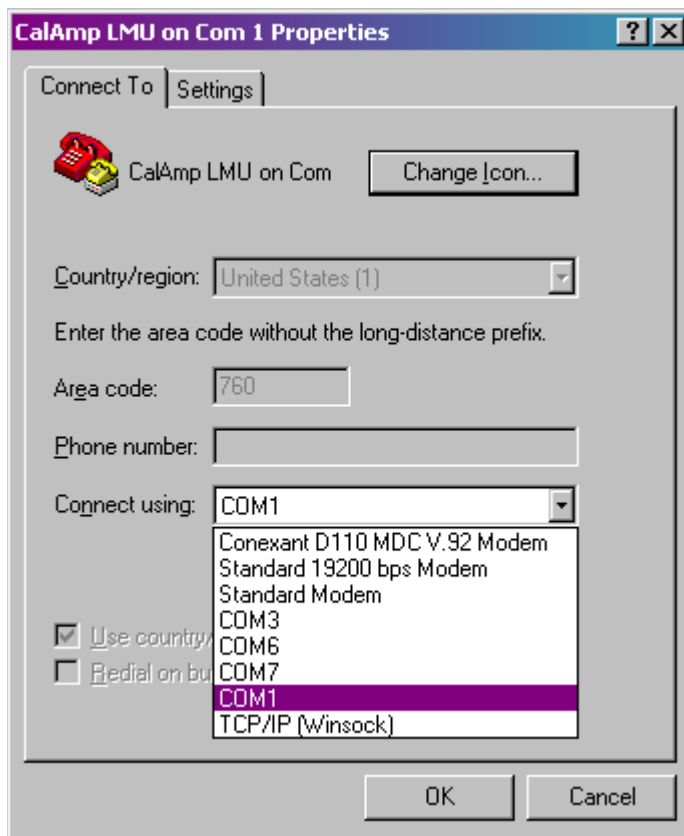 CalAmp LMU on Com 1 Properties
Connect To Settings
CalAmp LMU on Com Change Icon...
Country/region: United States (1)
Enter the area code without the long-distance prefix.
Area code: 760
Phone number:
Connect using: COM1
Conexant D110 MDC V.92 Modem
Standard 19200 bps Modem
Standard Modem
COM3
Use country/
COM6
COM7
Redial on bu
COM1
TCP/IP (Winsock)
OK Cancel